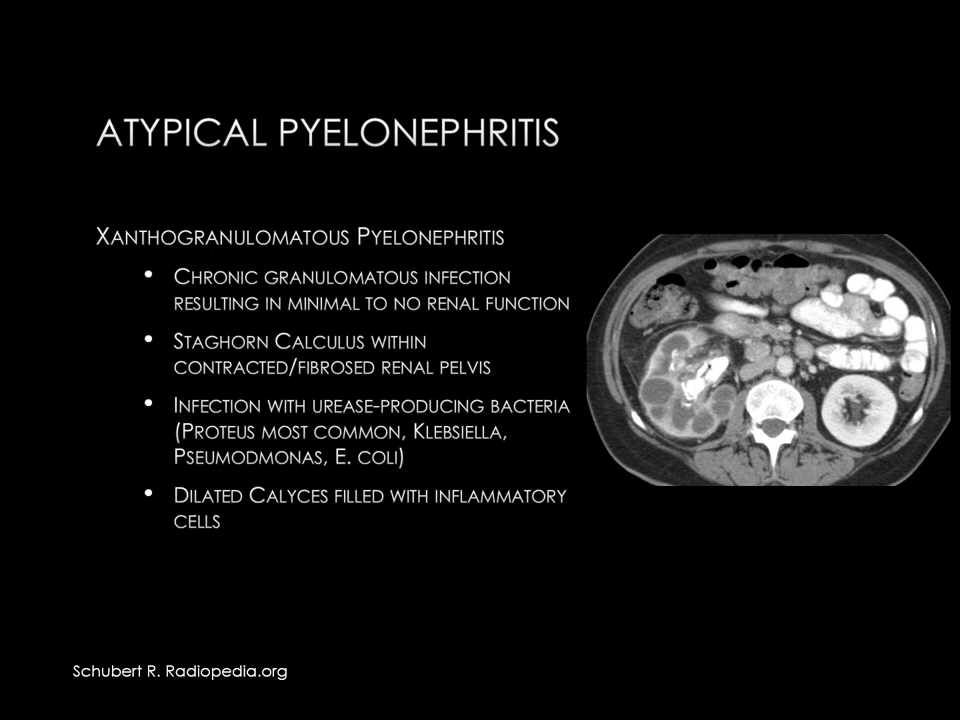 ATYPICAL PYELONEPHRITIS
Xanthogranulomatous Pyelonephritis
• Chronic granulomatous infection
resulting in minimal to no renal function
• Staghorn Calculus within
contracted/fibrosed renal pelvis
• Infection with urease-producing bacteria
(Proteus most common, Klebsiella,
Pseumodmonas, E. coli)
• Dilated Calyces filled with inflammatory
cells
Schubert R. Radiopedia.org